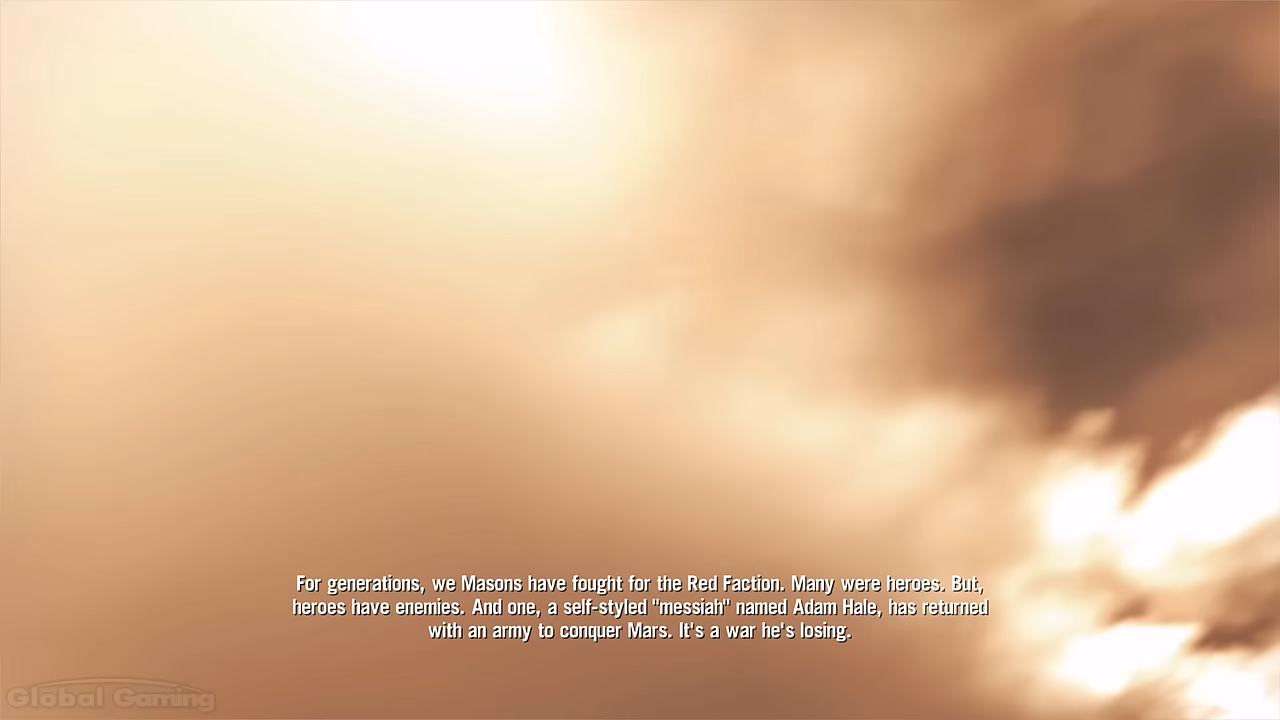 For generations, we Masons have fought for the Red Faction. Many were heroes. But,
heroes have enemies. And one, a self-styled "messiah" named Adam Hale, has returned
with an army to conquer Mars. It's a war he's losing.
Global Gaming